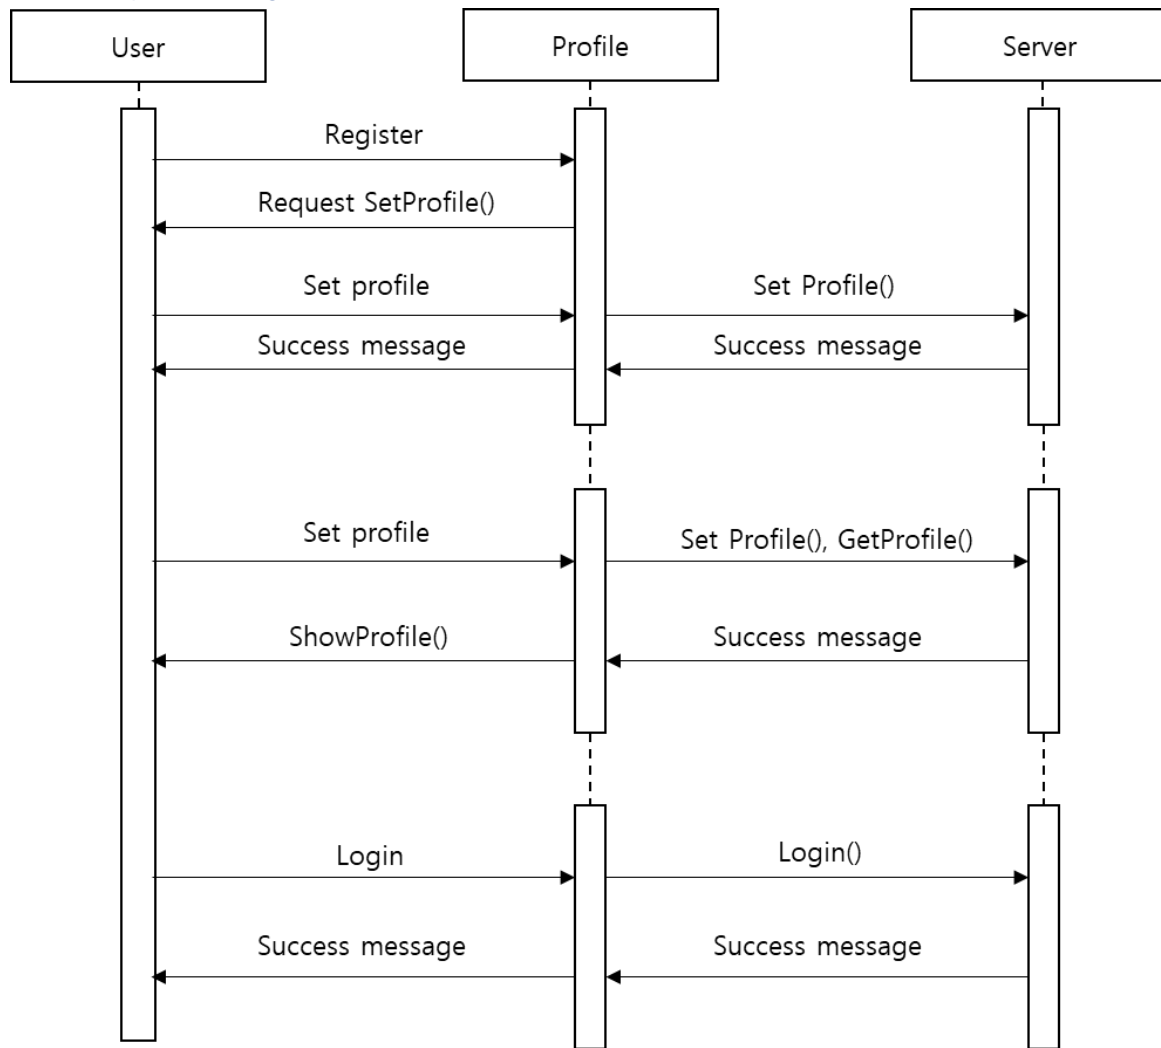 User
Profile
Server
Register
Request SetProfile()
Set profile
Set Profile()
Success message
Success message
Set profile
Set Profile(), GetProfile()
ShowProfile()
Success message
Login
Login()
Success message
Success message